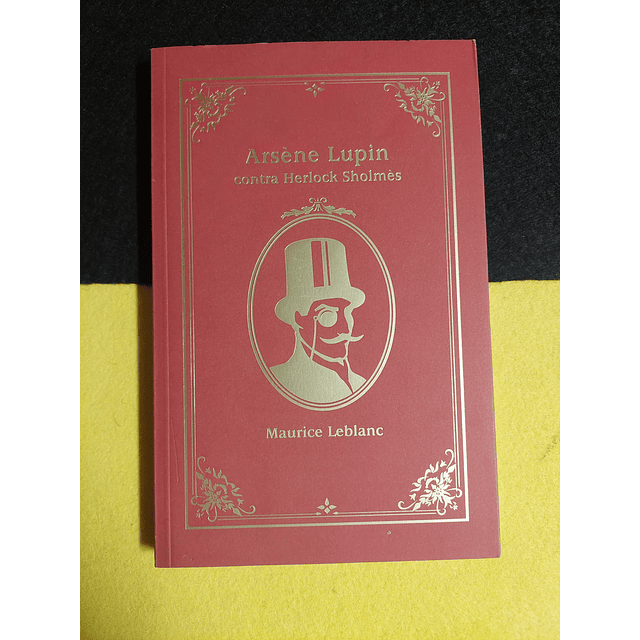 Arsène Lupin
contra Herlock Sholmès
Maurice Leblanc